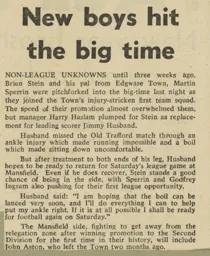 New boys hit
the big time
NON-LEAGUE UNKNOWNS until three weeks ago,
Brian Stein and his pal from Edgware Town, Martin
Sperrin were pitchforked into the big-time last night as
they joined the Town's injury-stricken first team squad.
The speed of their promotion almost overwhelmed them,
but manager Harry Haslam plumped for Stein as replace-
ment for leading scorer Jimmy Husband.
Husband missed the Old Trafford match through an
ankle injury which made running impossible and a boil
which made sitting down uncomfortable.
But after treatment to both ends of his leg, Husband
hopes to be ready to return for Saturday's game at
Mansfield. Even if he does recover, Stein stands a good
chance of being in the side, with Sperrin and Godfrey
Ingram also pushing for their first league opportunity.
Husband said: "I am hoping that the boil can be
lanced very soon, and I'll do everything I can to help
put my ankle right. If it is at all possible I shall be ready
for football again on Saturday."
The Mansfield side, fighting to get away from the
relegation zone after winning promotion to the Second
Division for the first time in their history, will include
John Aston, who left the Town two months ago.